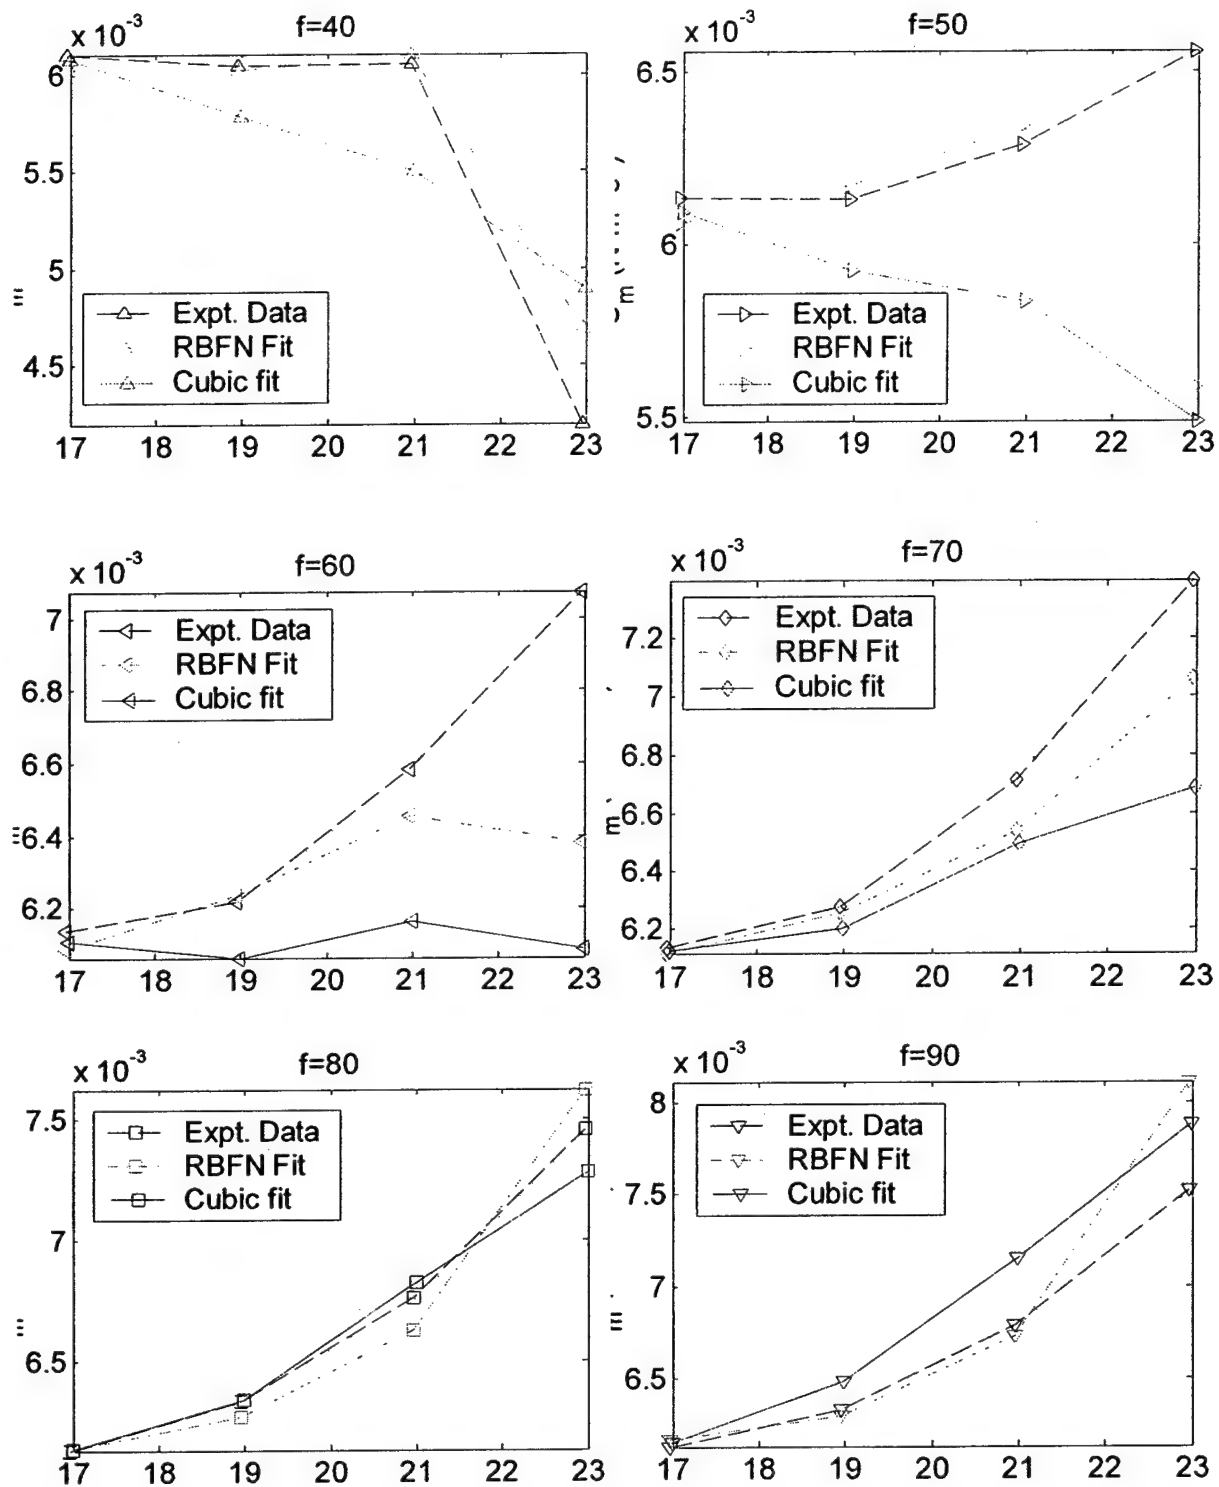 x 10⁻³
f=40
6
5.5
5
4.5
Expt. Data
RBFN Fit
Cubic fit
17 18 19 20 21 22 23
x 10⁻³
f=50
6.5
6
5.5
m
Expt. Data
RBFN Fit
Cubic fit
17 18 19 20 21 22 23
x 10⁻³
f=60
7
6.8
6.6
6.4
6.2
Expt. Data
RBFN Fit
Cubic fit
17 18 19 20 21 22 23
x 10⁻³
f=70
7.2
7
6.8
6.6
6.4
6.2
m
Expt. Data
RBFN Fit
Cubic fit
17 18 19 20 21 22 23
x 10⁻³
f=80
7.5
7
6.5
Expt. Data
RBFN Fit
Cubic fit
17 18 19 20 21 22 23
x 10⁻³
f=90
8
7.5
7
6.5
Expt. Data
RBFN Fit
Cubic fit
17 18 19 20 21 22 23